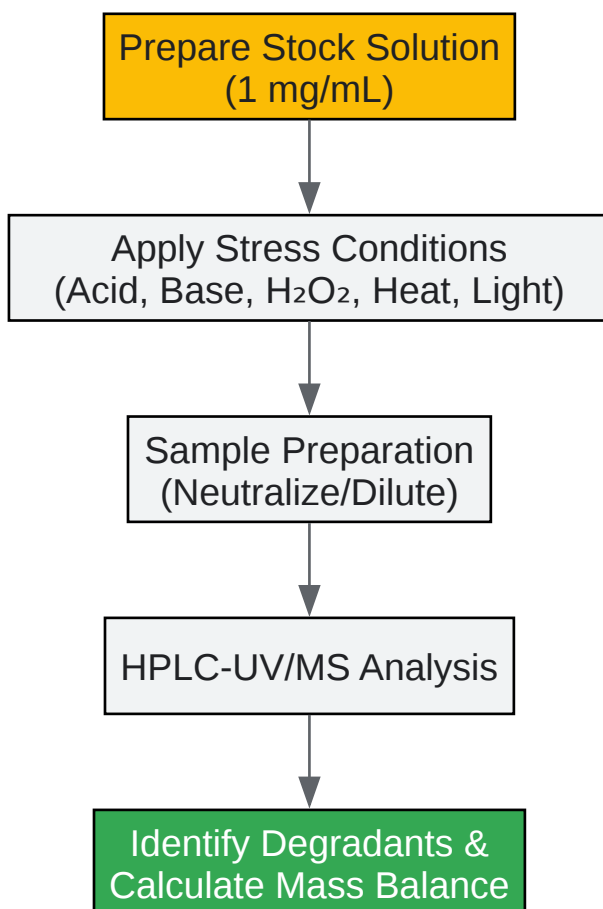 Prepare Stock Solution
(1 mg/mL)
Apply Stress Conditions
(Acid, Base, H₂O₂, Heat, Light)
Sample Preparation
(Neutralize/Dilute)
HPLC-UV/MS Analysis
Identify Degradants &
Calculate Mass Balance